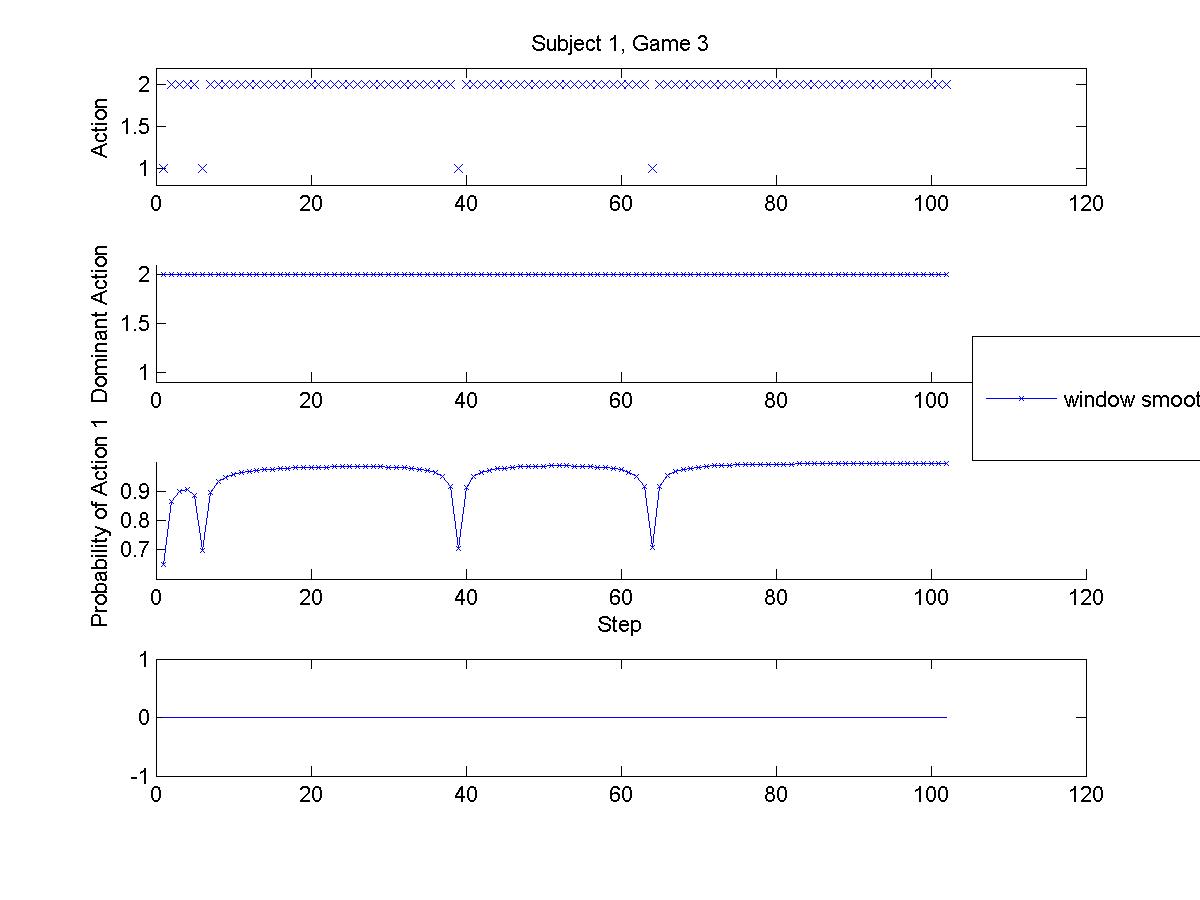 Subject 1, Game 3
Action
2
1.5
1
0 20 40 60 80 100 120
Dominant Action
2
1.5
1
0 20 40 60 80 100
window smoot
Probability of Action 1
0.9
0.8
0.7
0 20 40 60 80 100 120
Step
1
0
-1
0 20 40 60 80 100 120